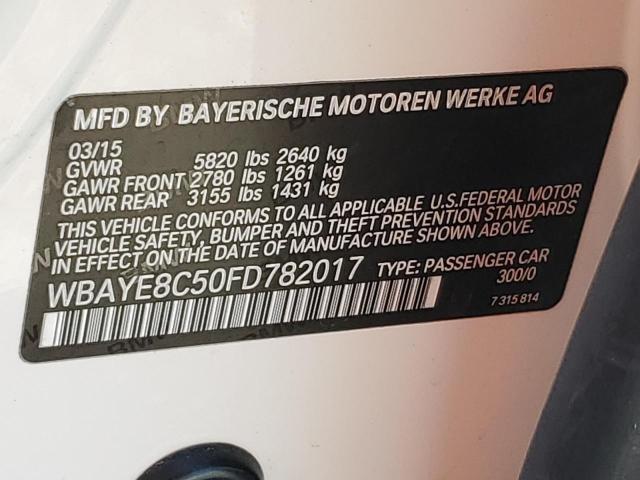 MFD BY BAYERISCHE MOTOREN WERKE AG
03/15
GVWR 5820 lbs 2640 kg
GAWR FRONT 2780 lbs 1261 kg
GAWR REAR 3155 lbs 1431 kg
THIS VEHICLE CONFORMS TO ALL APPLICABLE U.S.FEDERAL MOTOR
VEHICLE SAFETY, BUMPER AND THEFT PREVENTION STANDARDS
IN EFFECT ON THE DATE OF MANUFACTURE SHOWN ABOVE.
WBAYE8C50FD782017 TYPE: PASSENGER CAR
300/0
7 315 814